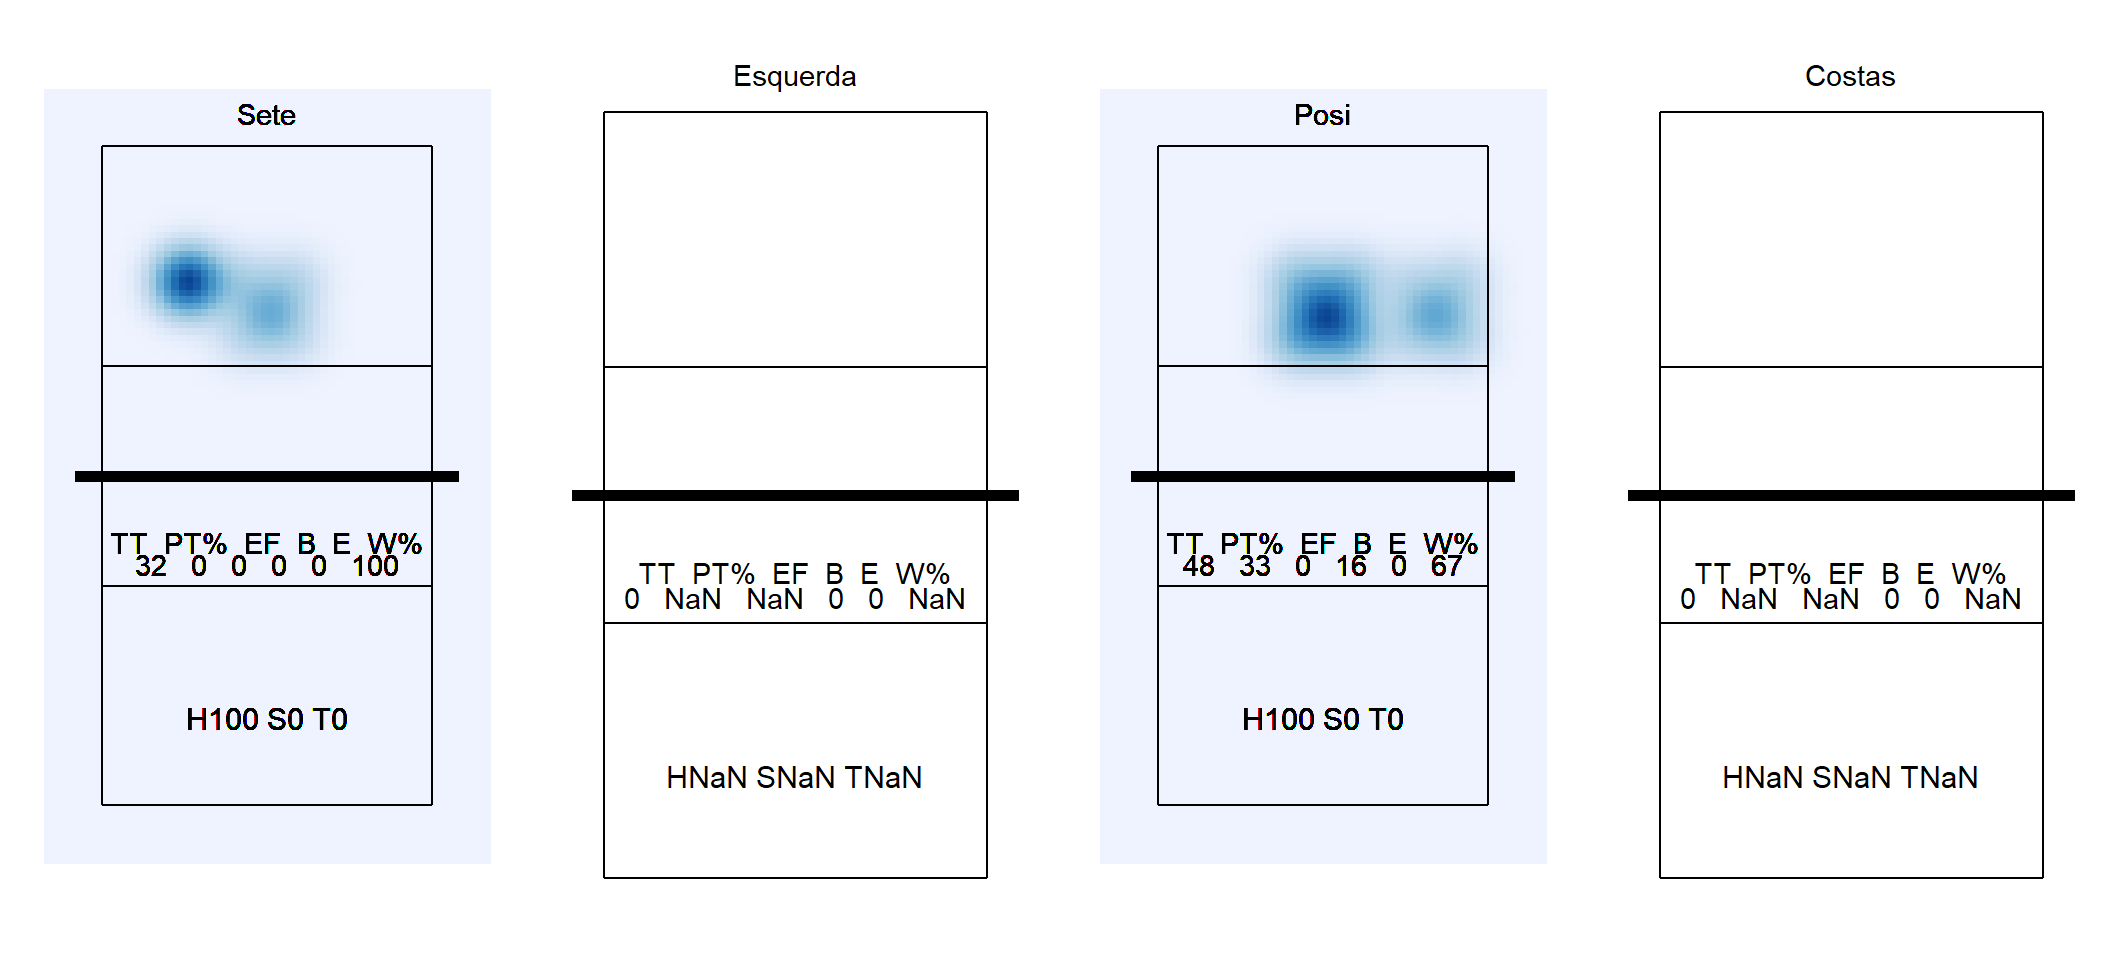 Sete
TT PT% EF B E W%
32 0 0 0 0 100
H100 S0 T0
Esquerda
TT PT% EF B E W%
0 NaN NaN 0 0 NaN
HNaN SNaN TNaN
Posi
TT PT% EF B E W%
48 33 0 16 0 67
H100 S0 T0
Costas
TT PT% EF B E W%
0 NaN NaN 0 0 NaN
HNaN SNaN TNaN